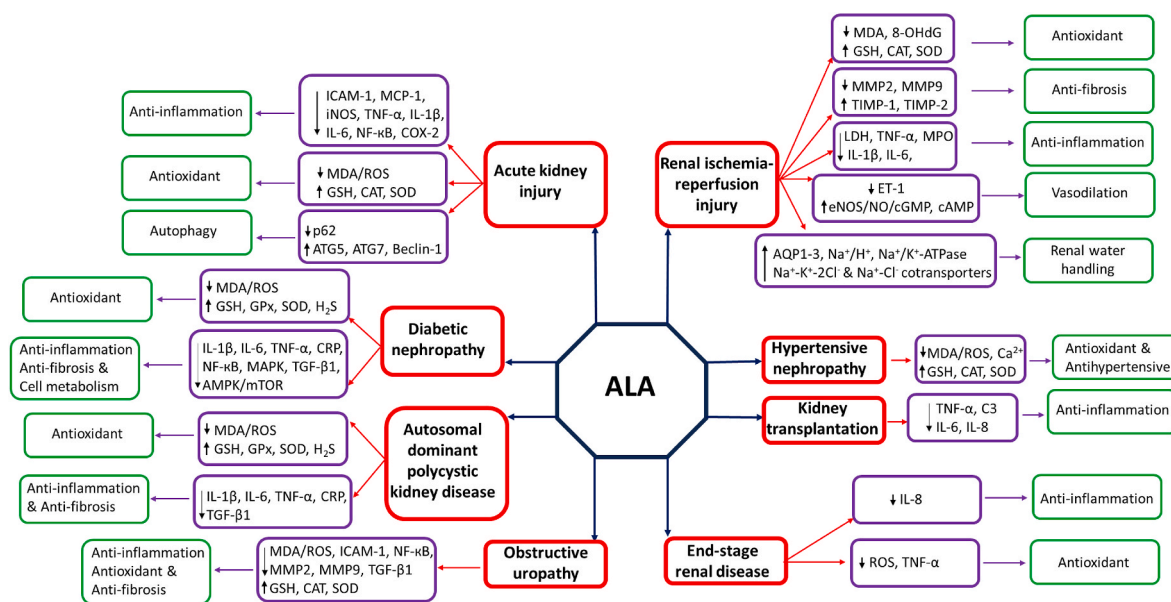 ICAM-1, MCP-1,
iNOS, TNF-α, IL-1β,
IL-6, NF-κB, COX-2
Anti-inflammation
MDA/ROS
GSH, CAT, SOD
Antioxidant
p62
ATG5, ATG7, Beclin-1
Autophagy
Acute kidney
injury
MDA/ROS
GSH, GPx, SOD, H₂S
Antioxidant
IL-1β, IL-6, TNF-α, CRP,
NF-κB, MAPK, TGF-β1,
AMPK/mTOR
Anti-inflammation
Anti-fibrosis &
Cell metabolism
Diabetic
nephropathy
MDA/ROS
GSH, GPx, SOD, H₂S
Antioxidant
IL-1β, IL-6, TNF-α, CRP,
TGF-β1
Anti-inflammation
& Anti-fibrosis
Autosomal
dominant
polycystic
kidney disease
MDA/ROS, ICAM-1, NF-κB,
MMP2, MMP9, TGF-β1
GSH, CAT, SOD
Anti-inflammation
Antioxidant &
Anti-fibrosis
Obstructive
uropathy
ALA
Renal ischemia-
reperfusion
injury
MDA, 8-OHdG
GSH, CAT, SOD
Antioxidant
MMP2, MMP9
TIMP-1, TIMP-2
Anti-fibrosis
LDH, TNF-α, MPO
IL-1β, IL-6,
Anti-inflammation
ET-1
eNOS/NO/cGMP, cAMP
Vasodilation
AQP1-3, Na⁺/H⁺, Na⁺/K⁺-ATPase
Na⁺-K⁺-2Cl⁻ & Na⁺-Cl⁻ cotransporters
Renal water
handling
Hypertensive
nephropathy
MDA/ROS, Ca²⁺
GSH, CAT, SOD
Antioxidant &
Antihypertensive
Kidney
transplantation
TNF-α, C3
IL-6, IL-8
Anti-inflammation
End-stage
renal disease
IL-8
Anti-inflammation
ROS, TNF-α
Antioxidant